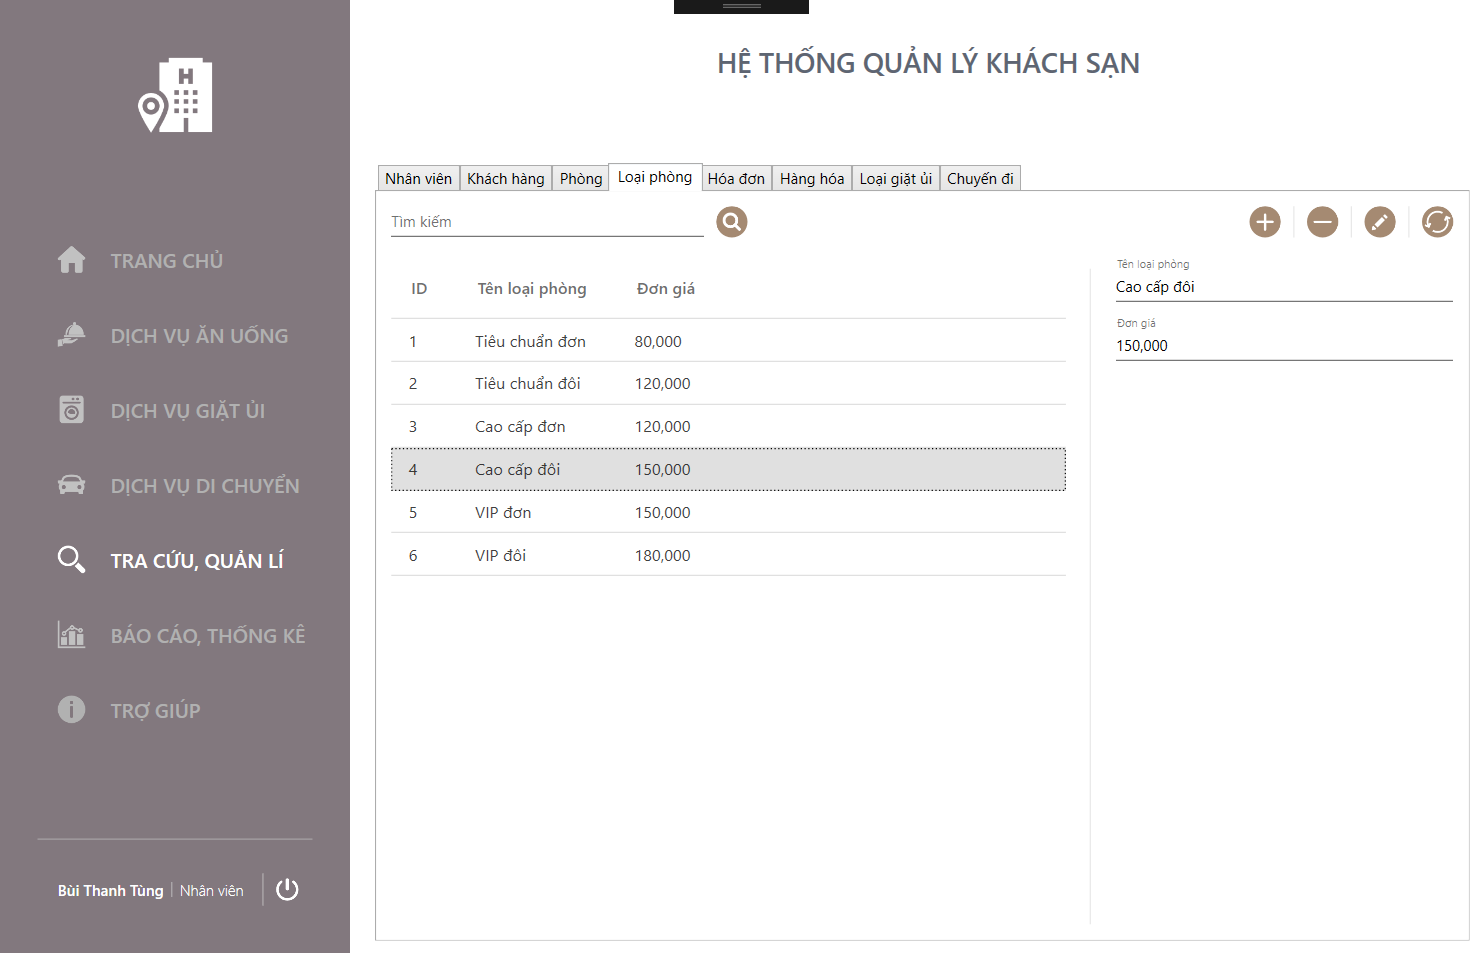 H
HỆ THỐNG QUẢN LÝ KHÁCH SẠN
TRANG CHỦ
DỊCH VỤ ĂN UỐNG
DỊCH VỤ GIẶT ỦI
DỊCH VỤ DI CHUYỂN
TRA CỨU, QUẢN LÍ
BÁO CÁO, THỐNG KÊ
TRỢ GIÚP
Bùi Thanh Tùng | Nhân viên
Nhân viên Khách hàng Phòng Loại phòng Hóa đơn Hàng hóa Loại giặt ủi Chuyến đi
Tìm kiếm
ID Tên loại phòng Đơn giá
1 Tiêu chuẩn đơn 80,000
2 Tiêu chuẩn đôi 120,000
3 Cao cấp đơn 120,000
4 Cao cấp đôi 150,000
5 VIP đơn 150,000
6 VIP đôi 180,000
Tên loại phòng
Cao cấp đôi
Đơn giá
150,000